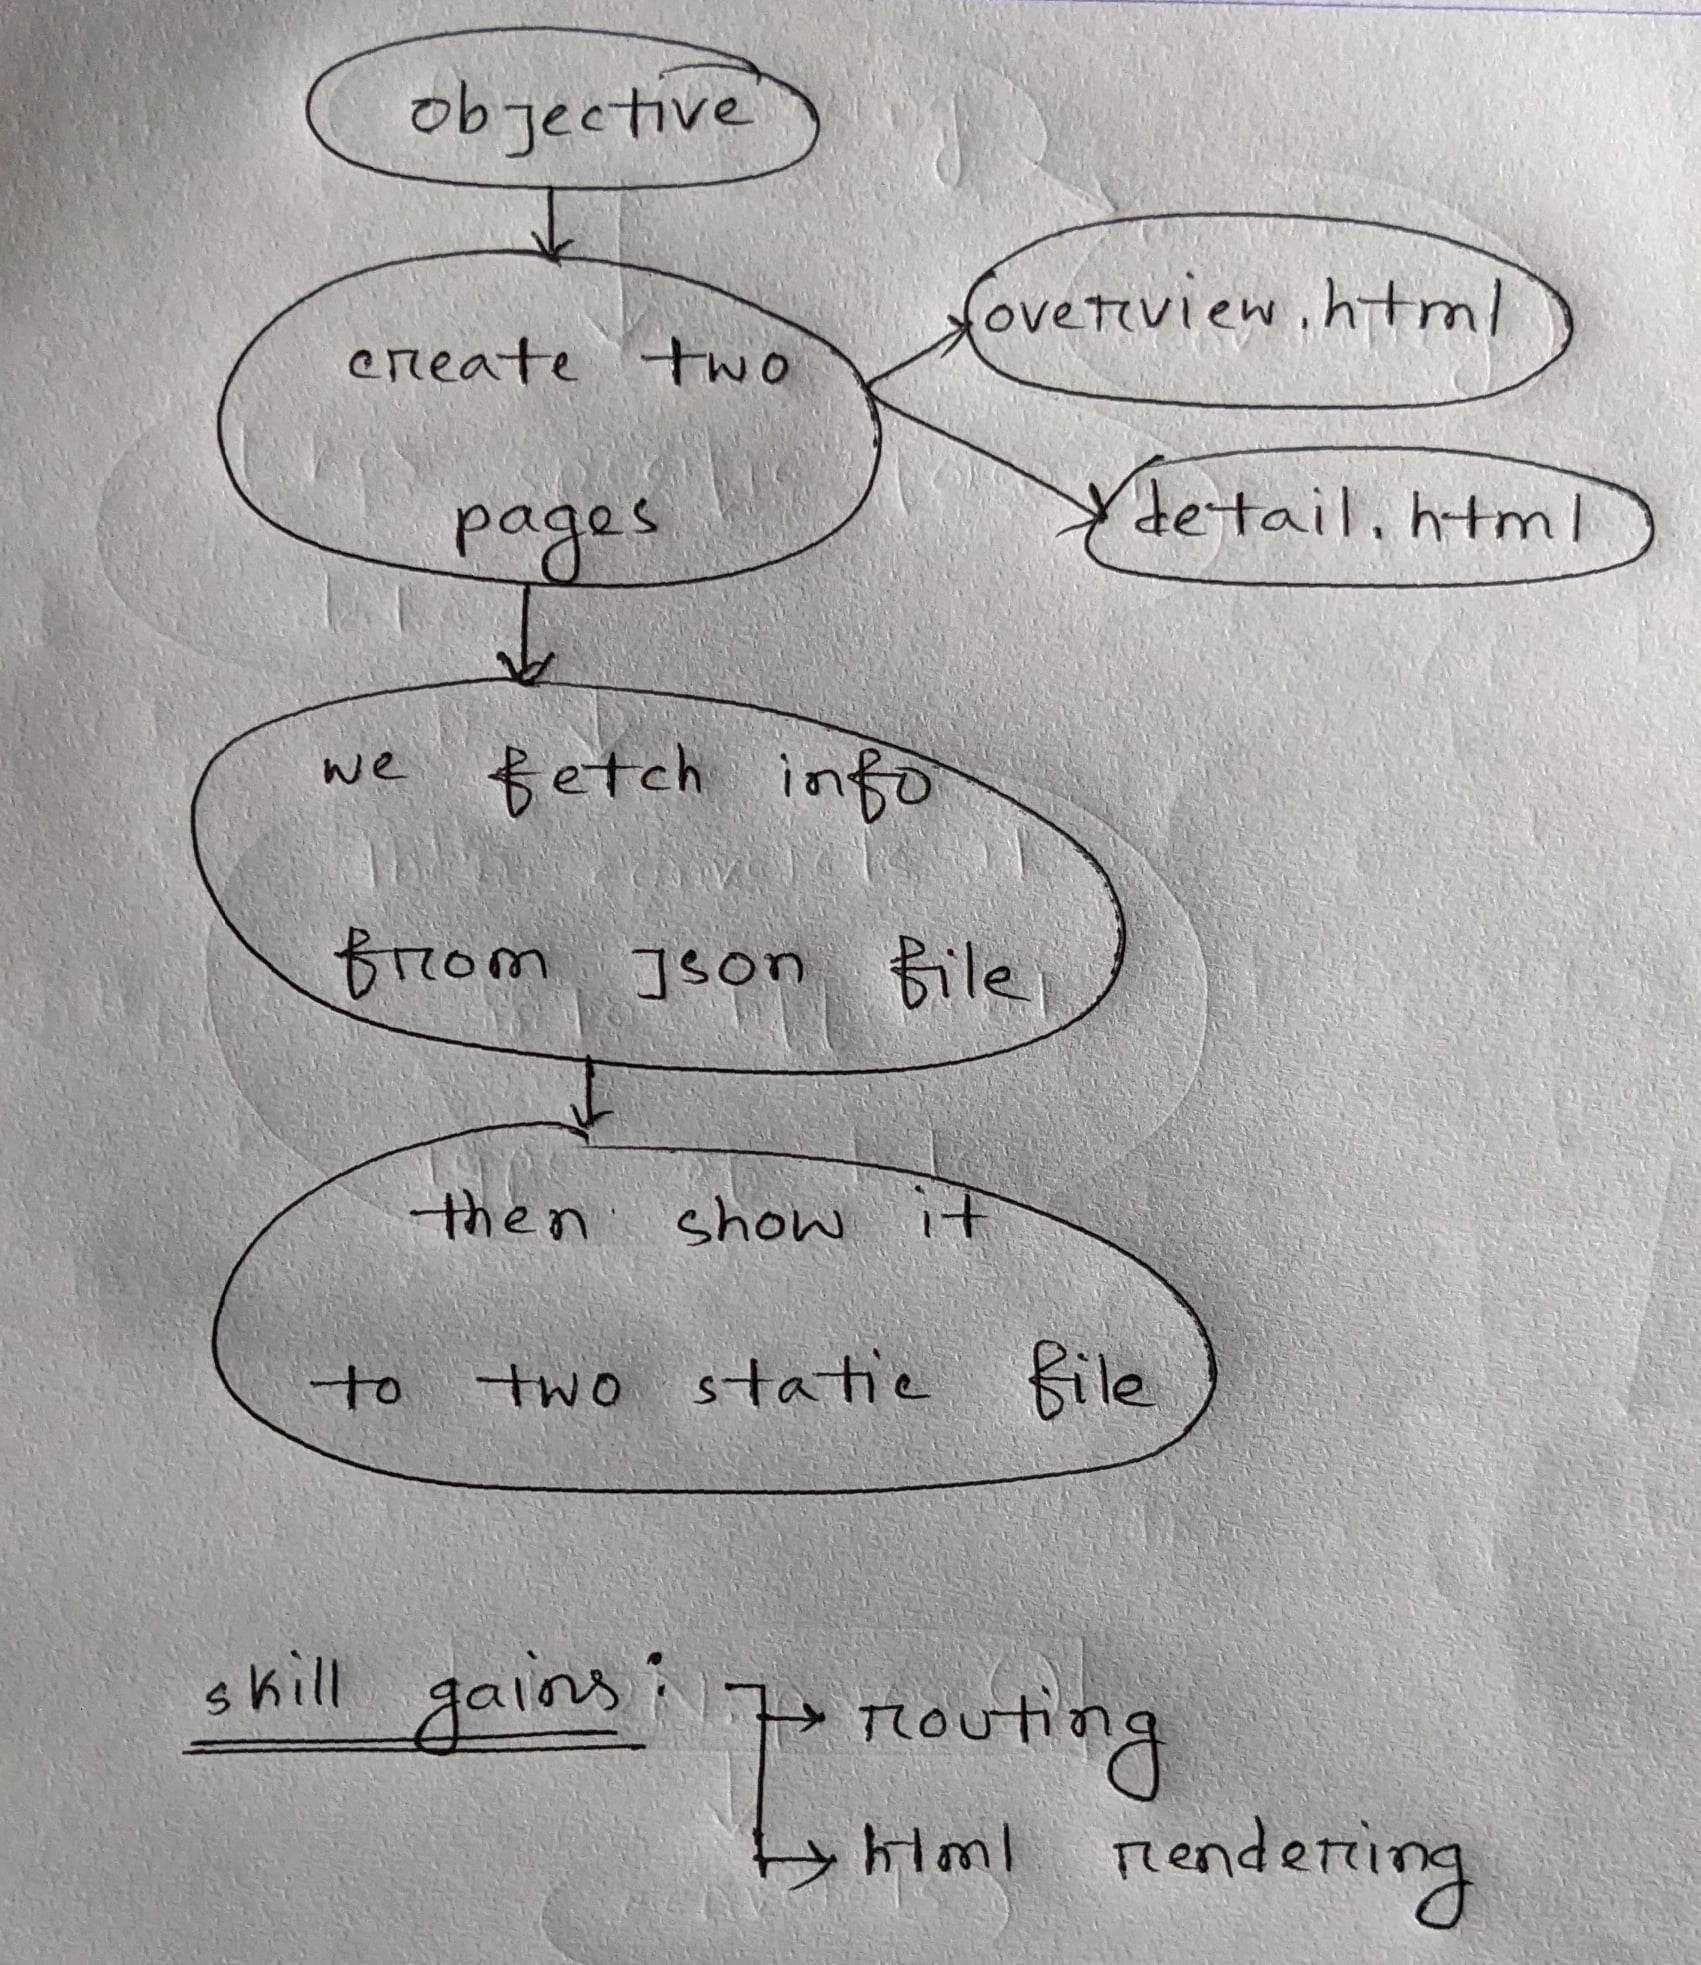 objective
create two
pages
overview.html
detail.html
we fetch info
from json file
then show it
to two static file
skill gains:
routing
html rendering